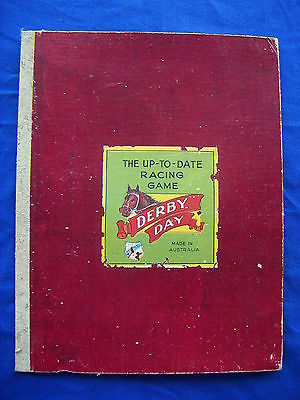 THE UP-TO-DATE
RACING
GAME
DERBY
DAY
MADE IN
AUSTRALIA